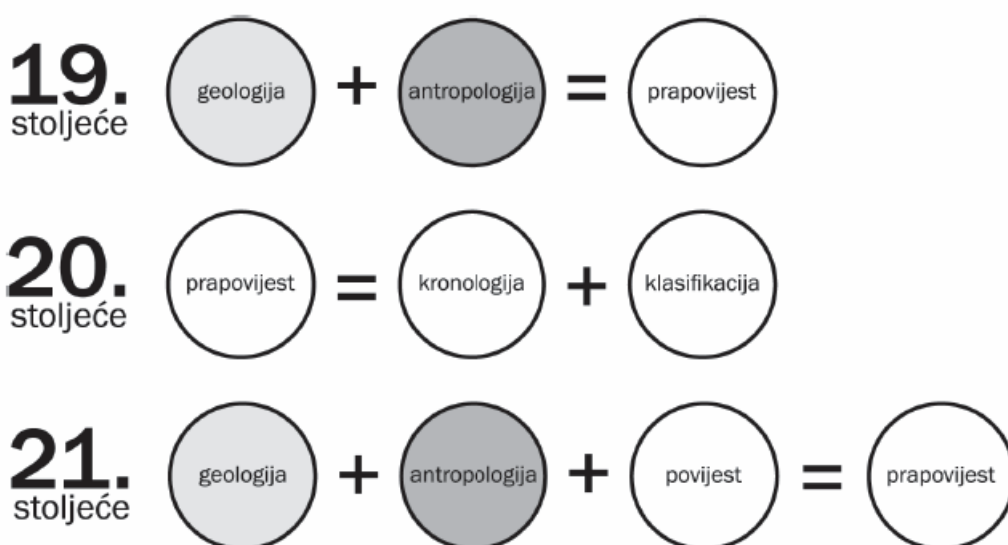 19. stoljeće geologija + antropologija = prapovijest
20. stoljeće prapovijest = kronologija + klasifikacija
21. stoljeće geologija + antropologija + povijest = prapovijest